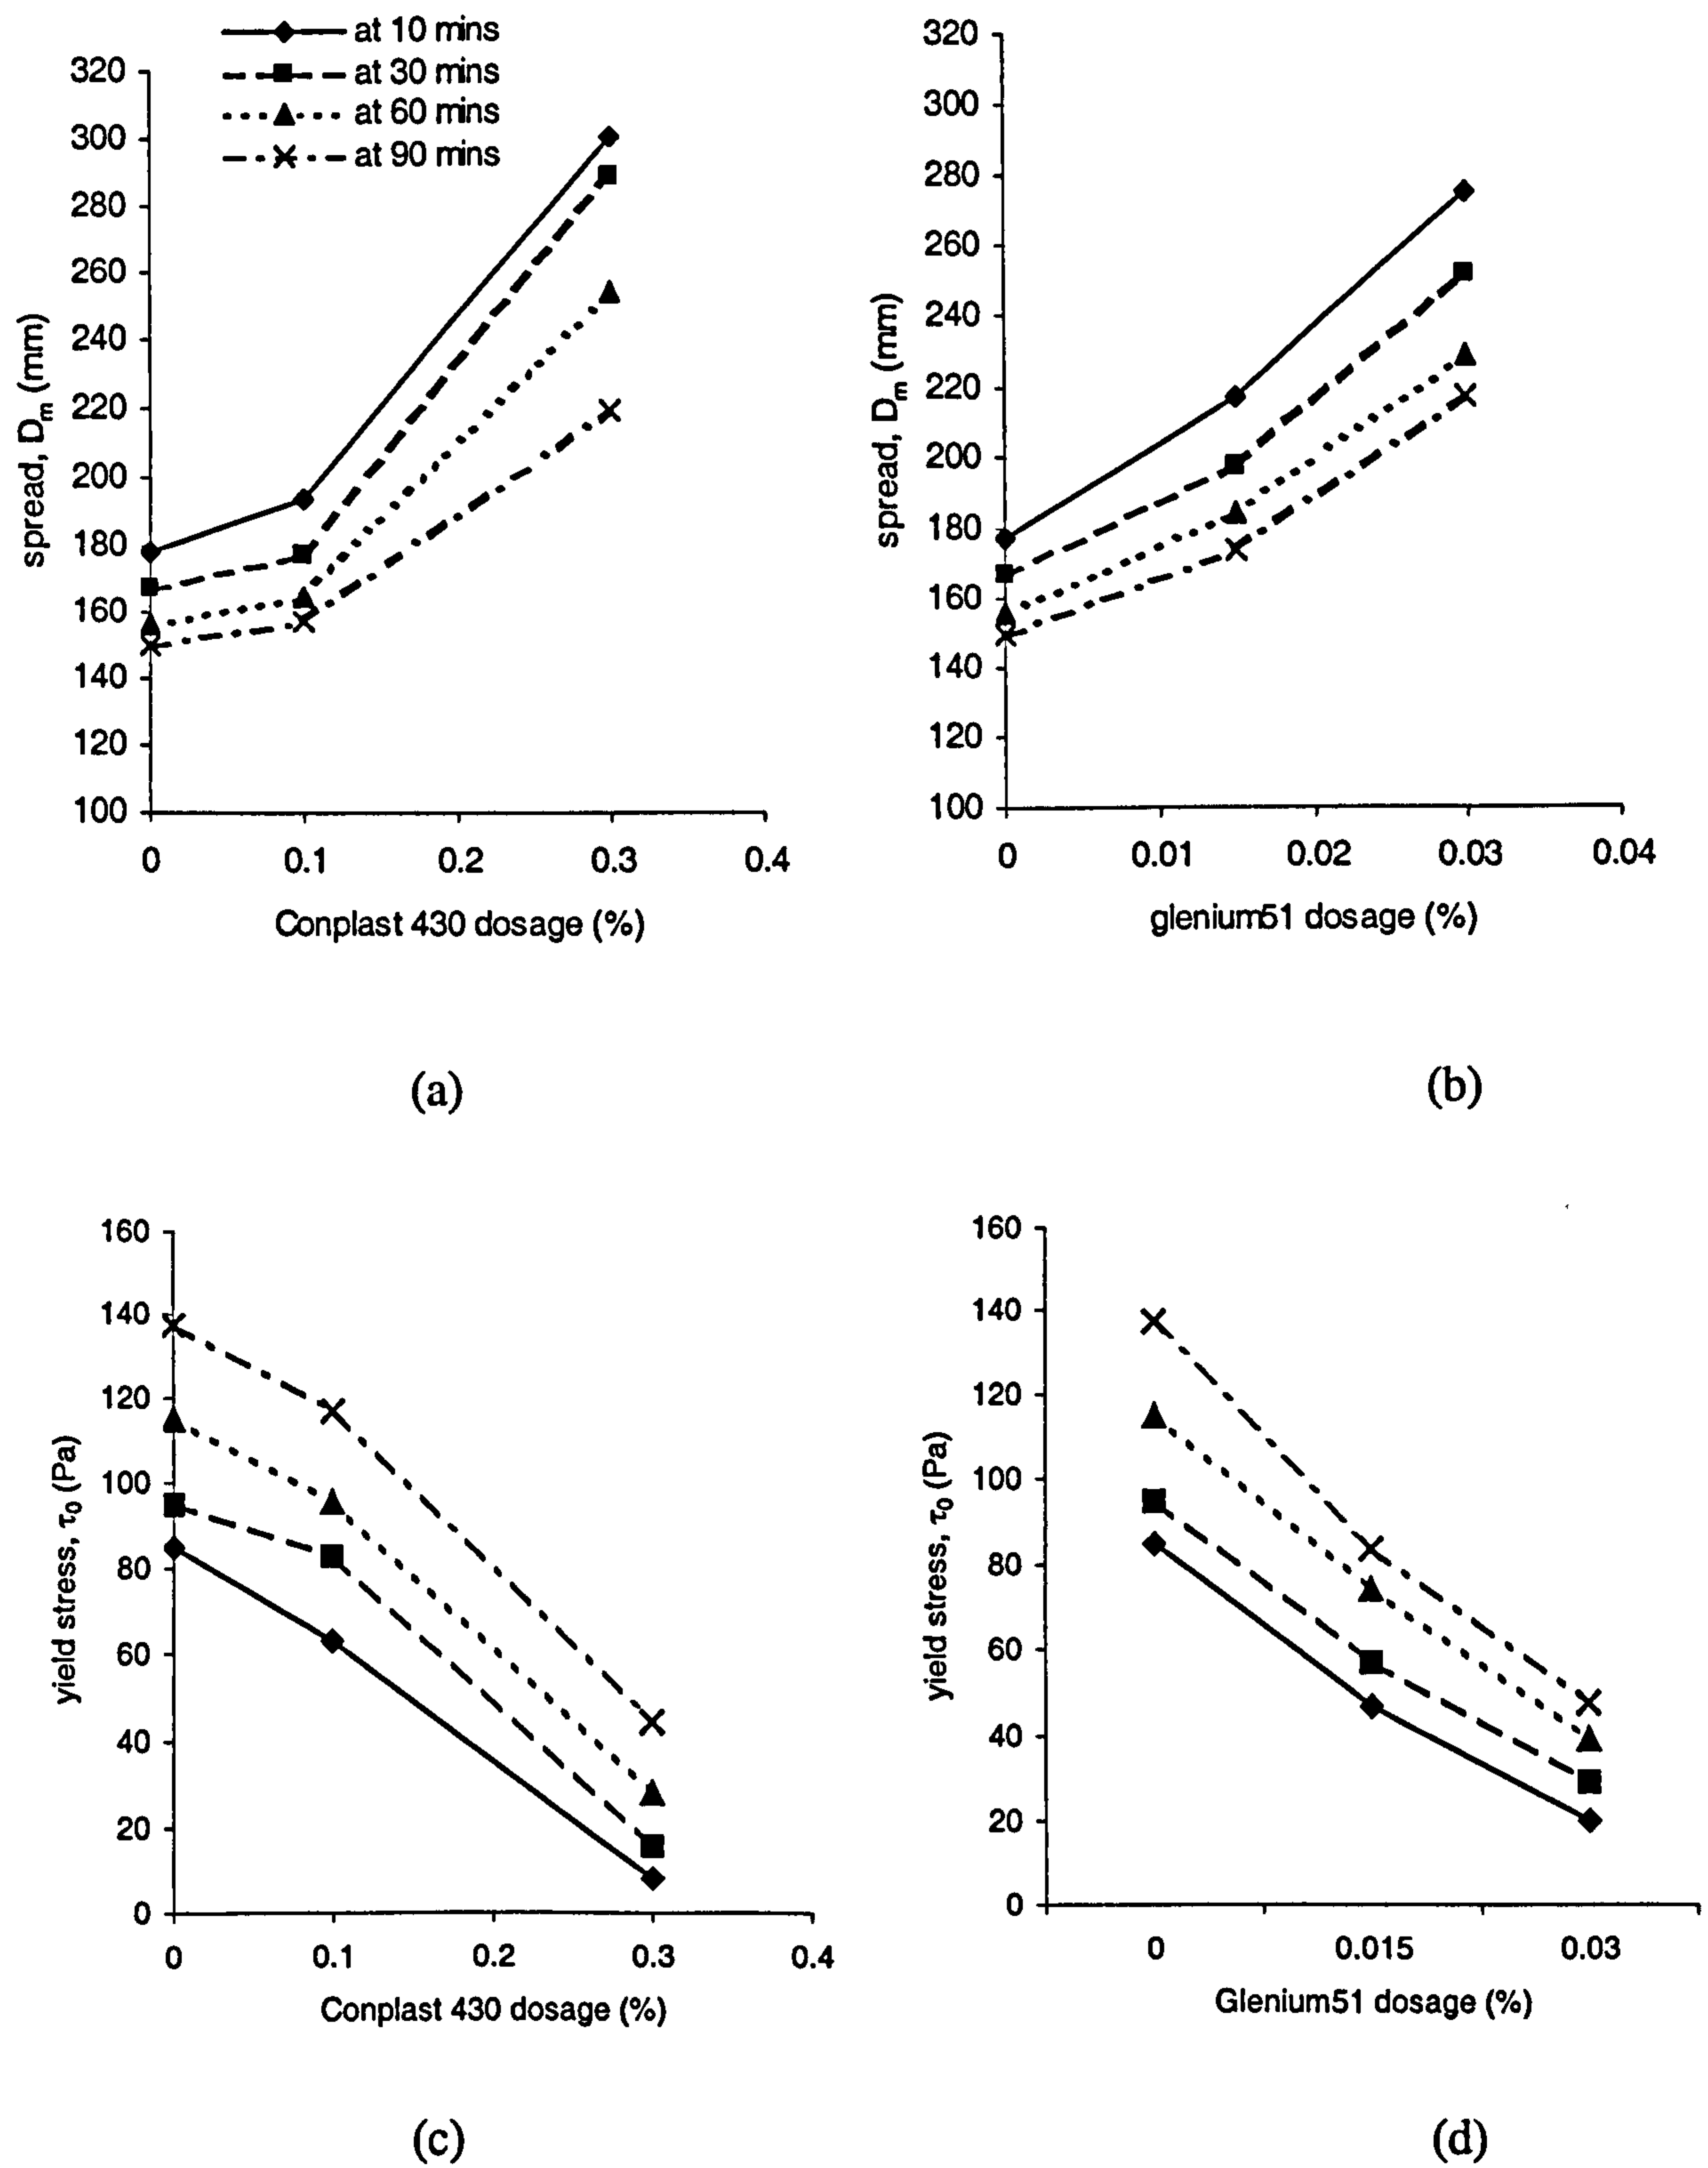 at 10 mins
at 30 mins
at 60 mins
at 90 mins
320
300
280
260
240
220
200
180
160
140
120
100
spread, Dm (mm)
0 0.1 0.2 0.3 0.4
Conplast 430 dosage (%)
(a)
320
300
280
260
240
220
200
180
160
140
120
100
spread, Dm (mm)
0 0.01 0.02 0.03 0.04
glenium51 dosage (%)
(b)
160
140
120
100
80
60
40
20
0
yield stress, τ0 (Pa)
0 0.1 0.2 0.3 0.4
Conplast 430 dosage (%)
(c)
160
140
120
100
80
60
40
20
0
yield stress, τ0 (Pa)
0 0.015 0.03
Glenium51 dosage (%)
(d)